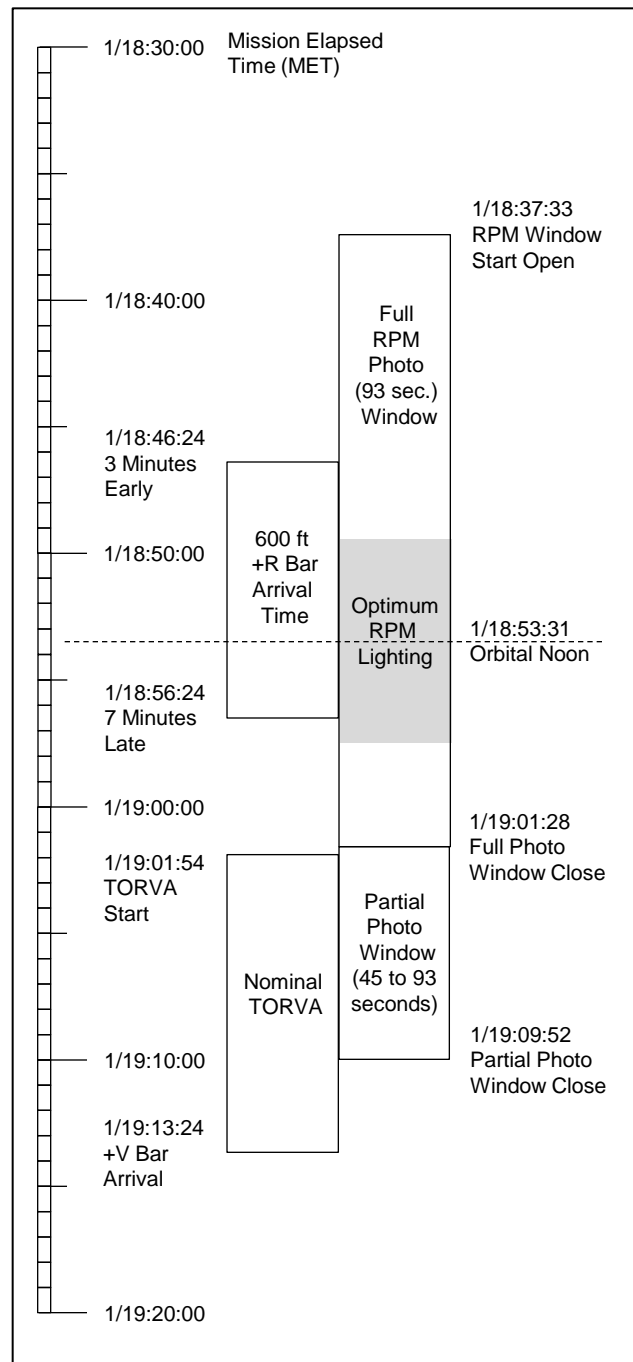 1/18:30:00
Mission Elapsed
Time (MET)
1/18:37:33
RPM Window
Start Open
1/18:40:00
Full
RPM
Photo
(93 sec.)
Window
1/18:46:24
3 Minutes
Early
1/18:50:00
600 ft
+R Bar
Arrival
Time
Optimum
RPM
Lighting
1/18:53:31
Orbital Noon
1/18:56:24
7 Minutes
Late
1/19:00:00
1/19:01:28
Full Photo
Window Close
1/19:01:54
TORVA
Start
Partial
Photo
Window
(45 to 93
seconds)
Nominal
TORVA
1/19:09:52
Partial Photo
Window Close
1/19:10:00
1/19:13:24
+V Bar
Arrival
1/19:20:00